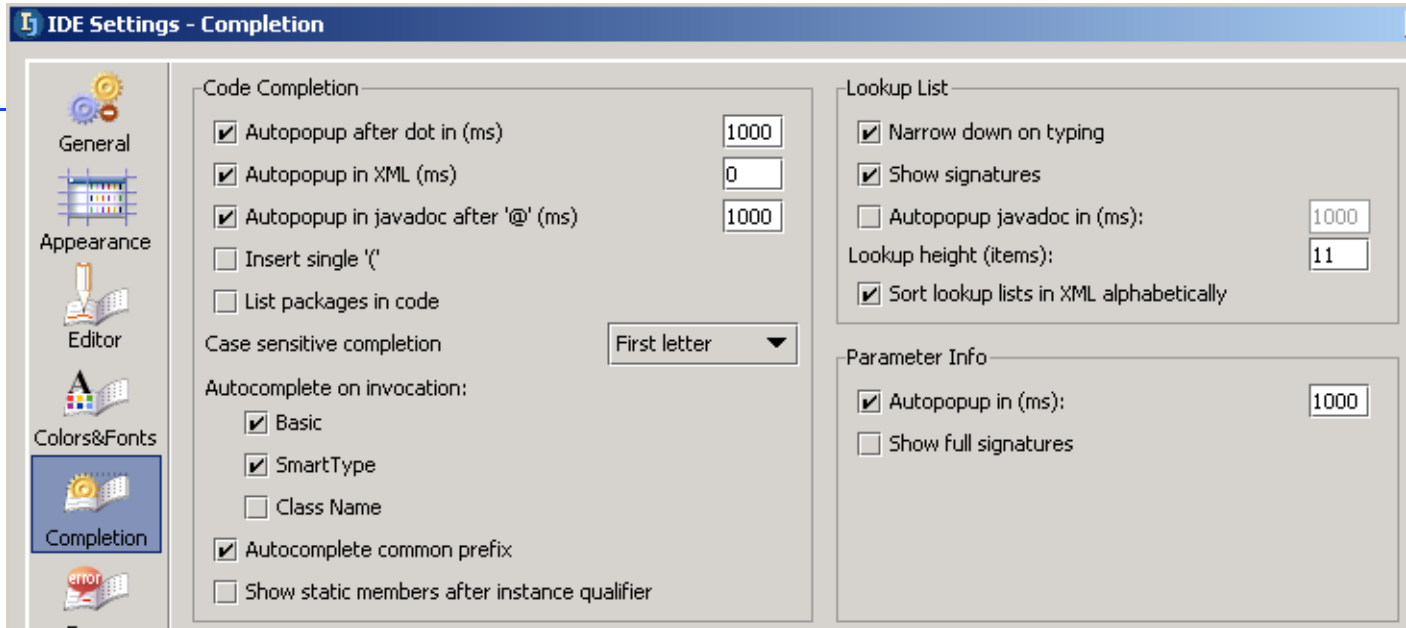 IDE Settings - Completion
General
Appearance
Editor
Colors&Fonts
Completion
error
Code Completion
Autopopup after dot in (ms) 1000
Autopopup in XML (ms) 0
Autopopup in javadoc after '@' (ms) 1000
Insert single '('
List packages in code
Case sensitive completion First letter
Autocomplete on invocation:
Basic
SmartType
Class Name
Autocomplete common prefix
Show static members after instance qualifier
Lookup List
Narrow down on typing
Show signatures
Autopopup javadoc in (ms): 1000
Lookup height (items): 11
Sort lookup lists in XML alphabetically
Parameter Info
Autopopup in (ms): 1000
Show full signatures